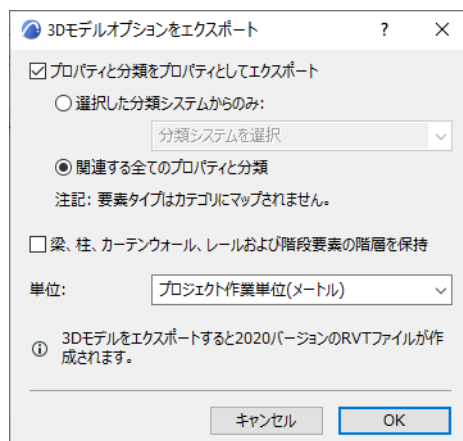 3Dモデルオプションをエクスポート
プロパティと分類をプロパティとしてエクスポート
選択した分類システムからのみ:
分類システムを選択
関連する全てのプロパティと分類
注記: 要素タイプはカテゴリにマップされません。
梁、柱、カーテンウォール、レールおよび階段要素の階層を保持
単位: プロジェクト作業単位(メートル)
3Dモデルをエクスポートすると2020バージョンのRVTファイルが作
成されます。
キャンセル OK